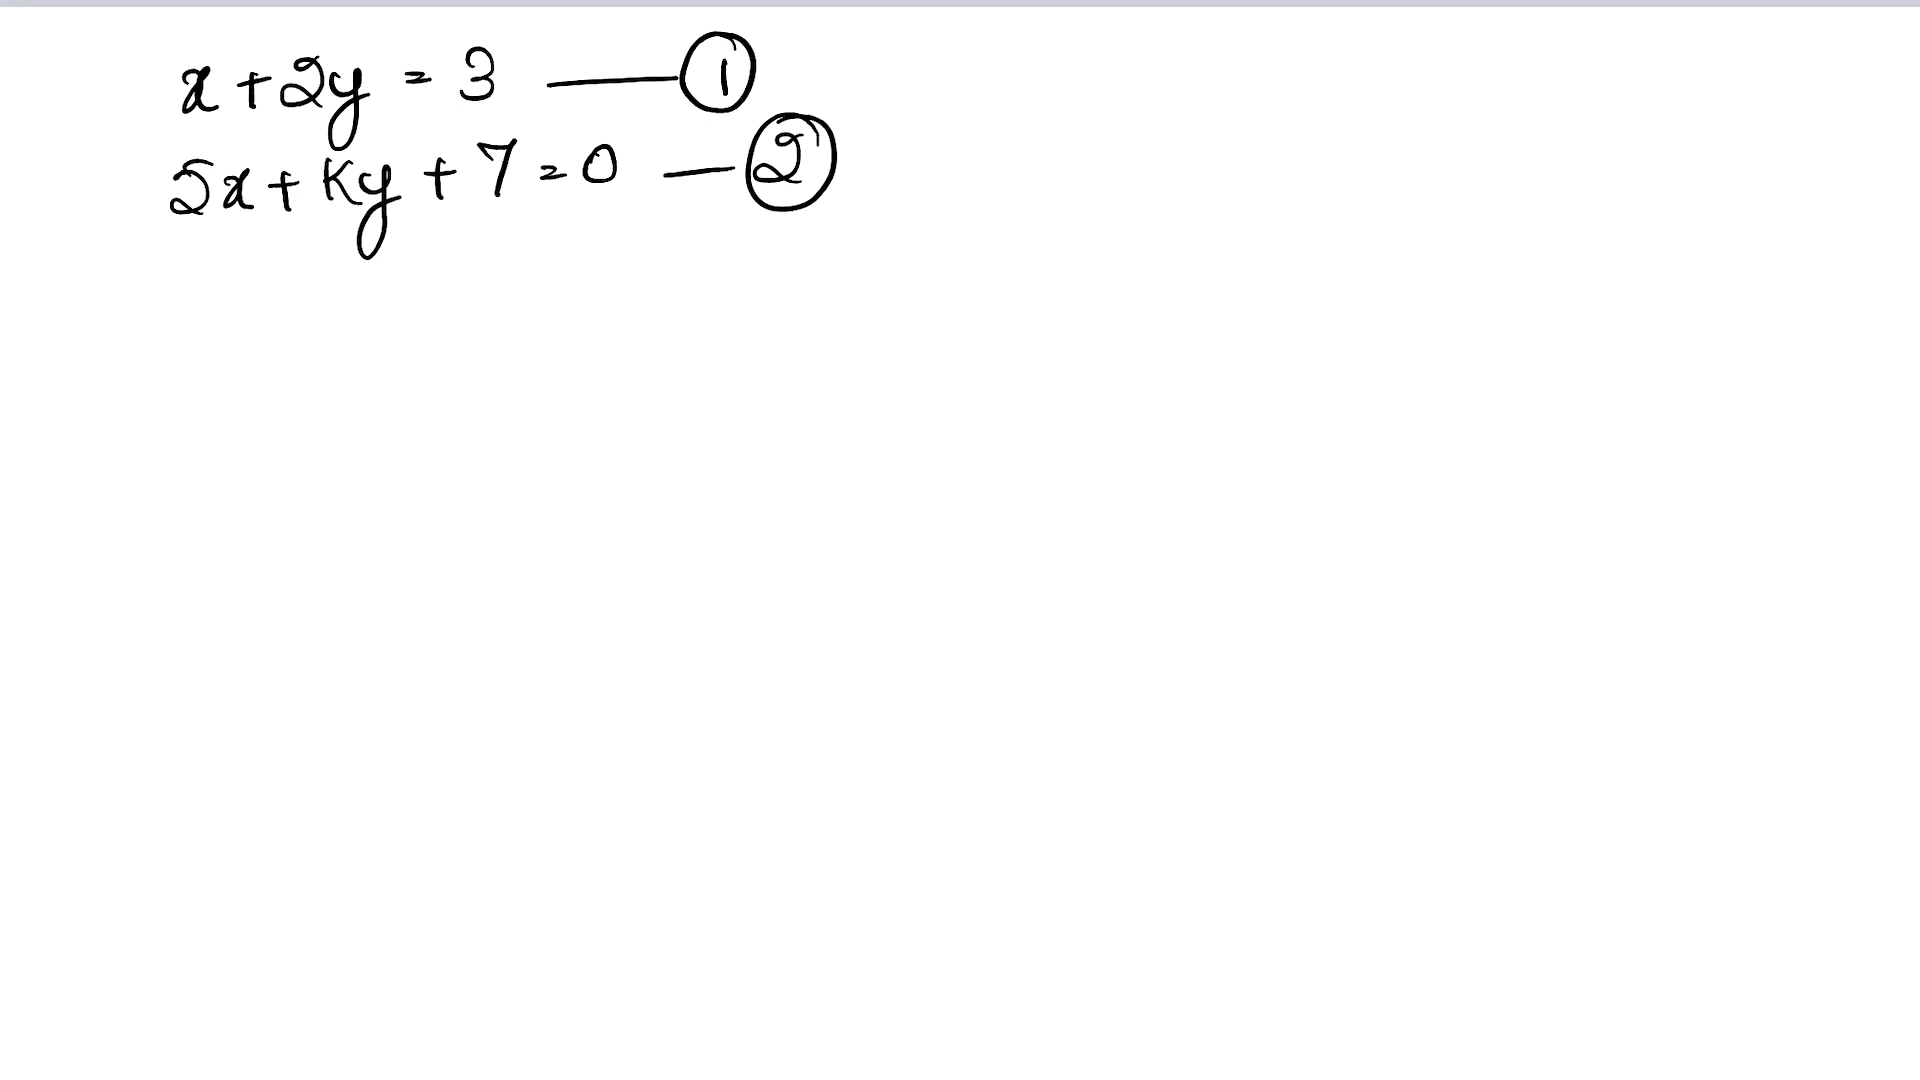 x + 2y = 3 —— ①
5x + Ky + 7 = 0 — ②